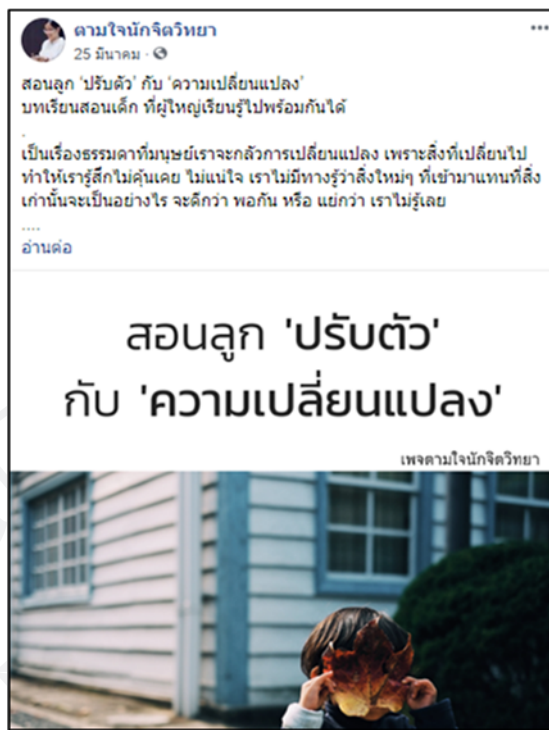 ตามใจนักจิตวิทยา
25 มีนาคม ·
สอนลูก 'ปรับตัว' กับ 'ความเปลี่ยนแปลง'
บทเรียนสอนเด็ก ที่ผู้ใหญ่เรียนรู้ไปพร้อมกันได้
.
เป็นเรื่องธรรมดาที่มนุษย์เราจะกลัวการเปลี่ยนแปลง เพราะสิ่งที่เปลี่ยนไป
ทำให้เรารู้สึกไม่คุ้นเคย ไม่แน่ใจ เราไม่มีทางรู้ว่าสิ่งใหม่ๆ ที่เข้ามาแทนที่สิ่ง
เก่านั้นจะเป็นอย่างไร จะดีกว่า พอกัน หรือ แย่กว่า เราไม่รู้เลย
....
อ่านต่อ
สอนลูก 'ปรับตัว'
กับ 'ความเปลี่ยนแปลง'
เพจตามใจนักจิตวิทยา